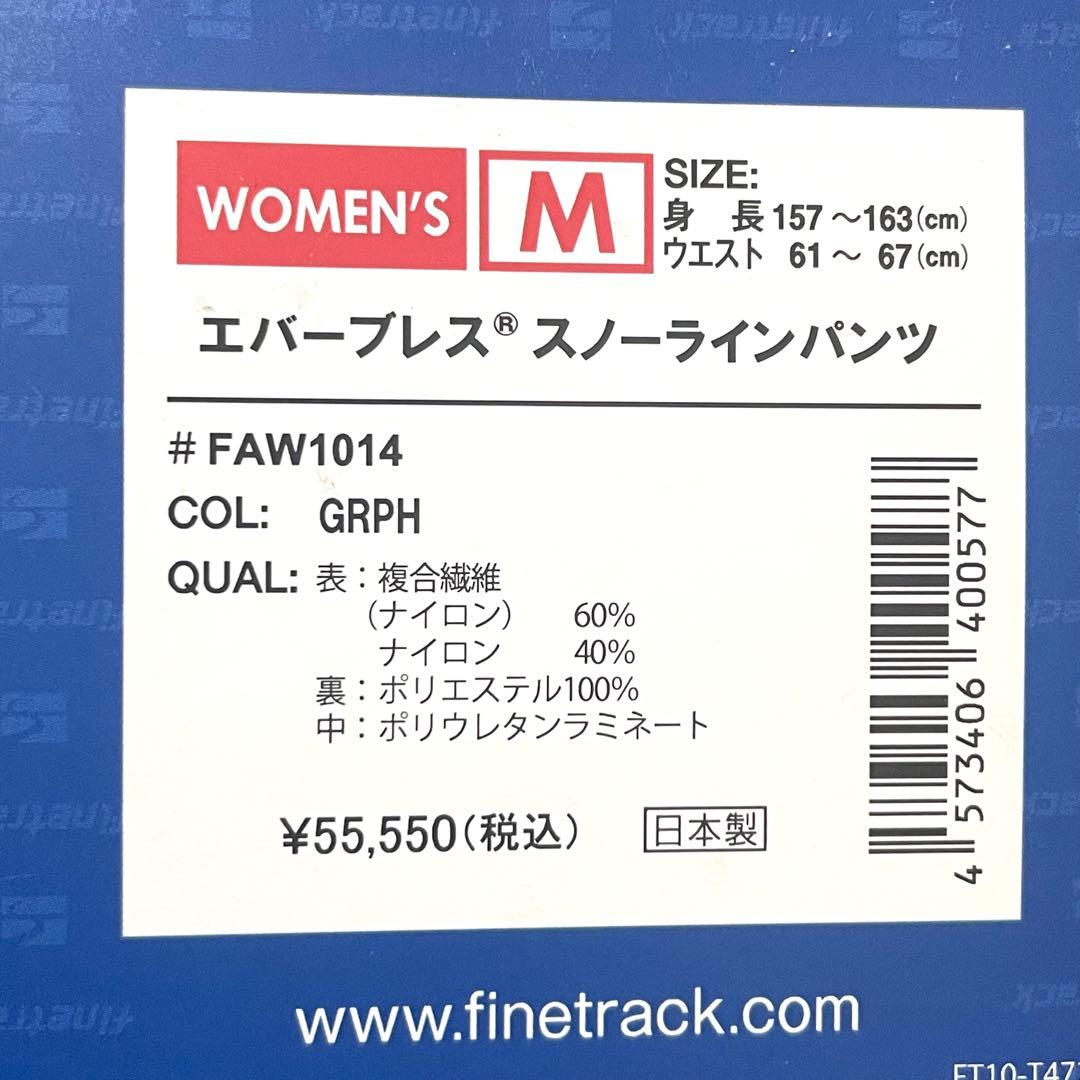 finetrack
WOMEN'S
M
SIZE:
身 長 157 ～163(cm)
ウエスト 61～ 67(cm)
エバーブレス® スノーラインパンツ
# FAW1014
COL: GRPH
QUAL: 表：複合繊維
(ナイロン) 60%
ナイロン 40%
裏：ポリエステル100%
中：ポリウレタンラミネート
¥55,550(税込)
日本製
4 573406 400577
www.finetrack.com